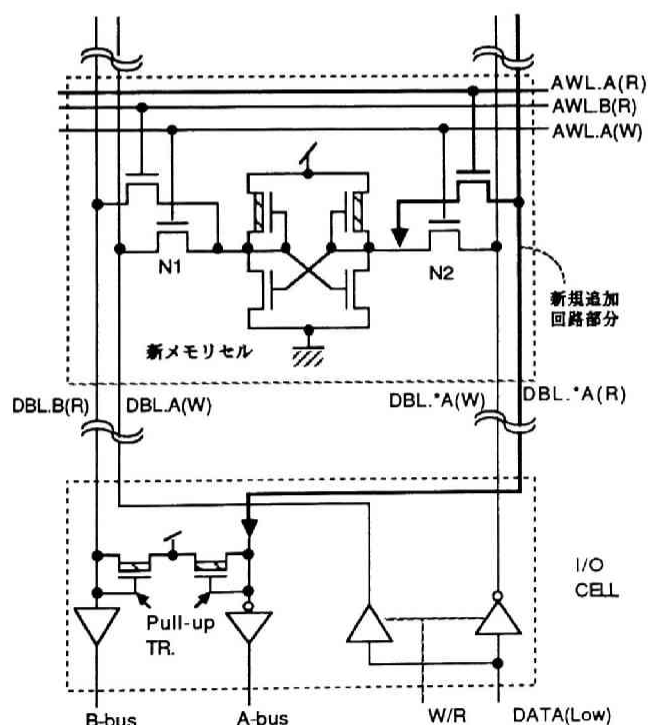 AWL.A(R)
AWL.B(R)
AWL.A(W)
N1
N2
新規追加
回路部分
新メモリセル
DBL.B(R)
DBL.A(W)
DBL.*A(W)
DBL.*A(R)
I/O
CELL
Pull-up
TR.
B-bus
A-bus
W/R
DATA(Low)